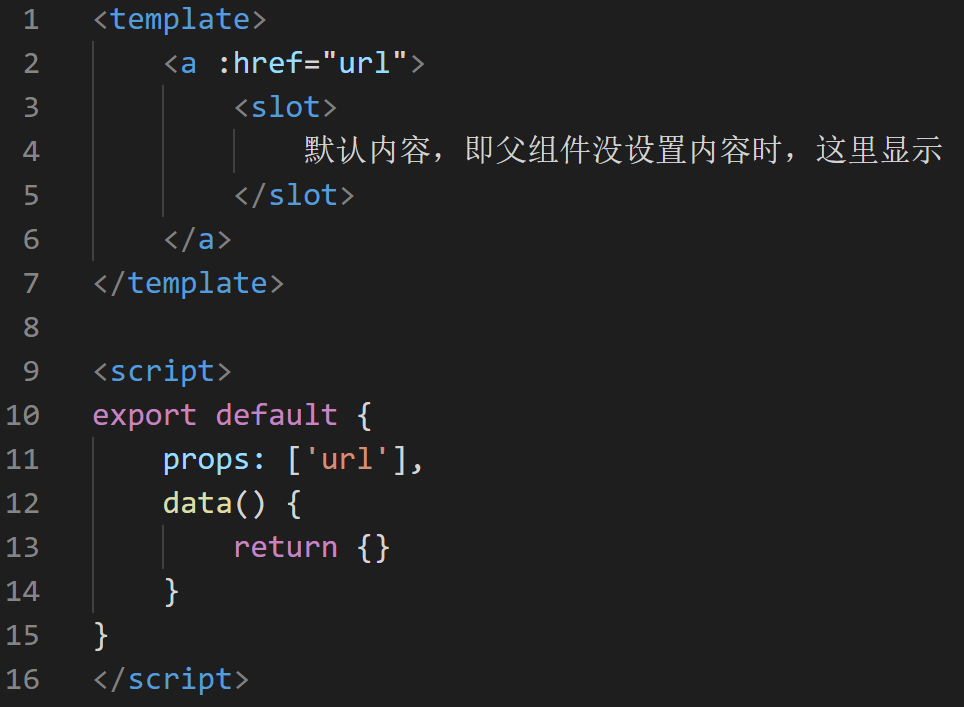 1 <template>
2     <a :href="url">
3         <slot>
4             默认内容，即父组件没设置内容时，这里显示
5         </slot>
6     </a>
7 </template>
8
9 <script>
10 export default {
11     props: ['url'],
12     data() {
13         return {}
14     }
15 }
16 </script>